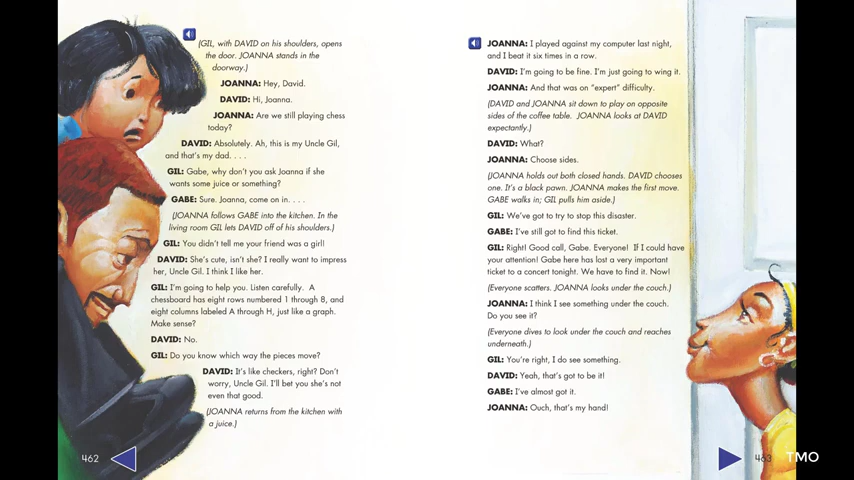 (GIL, with DAVID on his shoulders, opens
the door. JOANNA stands in the
doorway.)
JOANNA: Hey, David.
DAVID: Hi, Joanna.
JOANNA: Are we still playing chess
today?
DAVID: Absolutely. Ah, this is my Uncle Gil,
and that's my dad. . . .
GIL: Gabe, why don't you ask Joanna if she
wants some juice or something?
GABE: Sure. Joanna, come on in. . . .
(JOANNA follows GABE into the kitchen. In the
living room GIL lets DAVID off of his shoulders.)
GIL: You didn't tell me your friend was a girl!
DAVID: She's cute, isn't she? I really want to impress
her, Uncle Gil. I think I like her.
GIL: I'm going to help you. Listen carefully. A
chessboard has eight rows numbered 1 through 8, and
eight columns labeled A through H, just like a graph.
Make sense?
DAVID: No.
GIL: Do you know which way the pieces move?
DAVID: It's like checkers, right? Don't
worry, Uncle Gil. I'll bet you she's not
even that good.
(JOANNA returns from the kitchen with
a juice.)
462
JOANNA: I played against my computer last night,
and I beat it six times in a row.
DAVID: I'm going to be fine. I'm just going to wing it.
JOANNA: And that was on "expert" difficulty.
(DAVID and JOANNA sit down to play on opposite
sides of the coffee table. JOANNA looks at DAVID
expectantly.)
DAVID: What?
JOANNA: Choose sides.
(JOANNA holds out both closed hands. DAVID chooses
one. It's a black pawn. JOANNA makes the first move.
GABE walks in; GIL pulls him aside.)
GIL: We've got to try to stop this disaster.
GABE: I've still got to find this ticket.
GIL: Right! Good call, Gabe. Everyone! If I could have
your attention! Gabe here has lost a very important
ticket to a concert tonight. We have to find it. Now!
(Everyone scatters. JOANNA looks under the couch.)
JOANNA: I think I see something under the couch.
Do you see it?
(Everyone dives to look under the couch and reaches
underneath.)
GIL: You're right, I do see something.
DAVID: Yeah, that's got to be it!
GABE: I've almost got it.
JOANNA: Ouch, that's my hand!
463
TMO